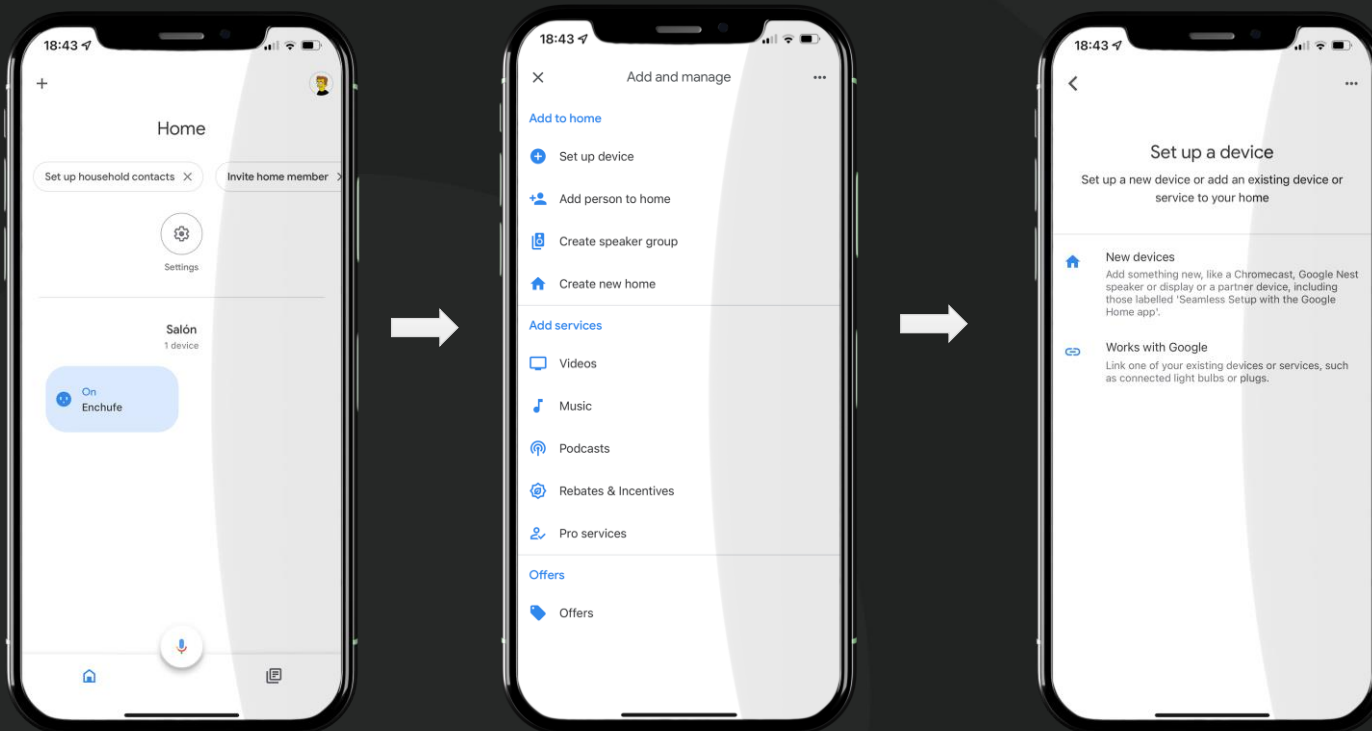 18:43
Home
Set up household contacts
Invite home member
Settings
Salón
1 device
On
Enchufe
18:43
Add and manage
Add to home
Set up device
Add person to home
Create speaker group
Create new home
Add services
Videos
Music
Podcasts
Rebates & Incentives
Pro services
Offers
Offers
18:43
Set up a device
Set up a new device or add an existing device or
service to your home
New devices
Add something new, like a Chromecast, Google Nest
speaker or display or a partner device, including
those labelled 'Seamless Setup with the Google
Home app'.
Works with Google
Link one of your existing devices or services, such
as connected light bulbs or plugs.